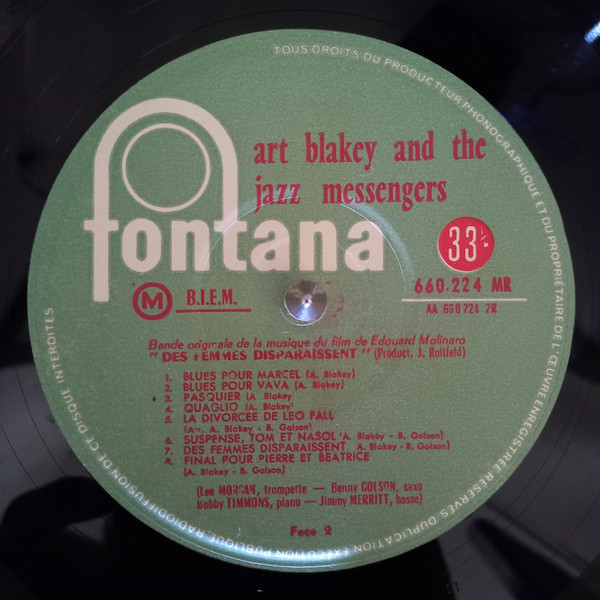 TOUS DROITS DU PRODUCTEUR PHONOGRAPHIQUE ET DU PROPRIÉTAIRE DE L'ŒUVRE ENREGISTRÉE RÉSERVÉS. DUPLICATION EXÉCUTION PUBLIQUE RADIODIFUSION DE CE DISQUE INTERDITES
art blakey and the
jazz messengers
fontana
33⅓
660.224 MR
AA 660 224 2R
M B.I.E.M.
Bande originale de la musique du film de Edouard Molinaro
" DES FEMMES DISPARAISSENT " (Product. J. Roitfeld)
1. BLUES POUR MARCEL (A. Blakey)
2. BLUES POUR VAVA (A. Blakey)
3. PASQUIER (A. Blakey
4. QUAGLIO (A. Blakey)
5. LA DIVORCÉE DE LEO FALL
A. Blakey - B. Golson)
6. SUSPENSE, TOM ET NASOL (A. Blakey - B. Golson)
7. DES FEMMES DISPARAISSENT (A. Blakey - B. Golson)
8. FINAL POUR PIERRE ET BÉATRICE
(A. Blakey - B. Golson)
(Lee MORGAN, trompette — Benny GOLSON, saxo
Bobby TIMMONS, piano — Jimmy MERRITT, basse)
Face 2